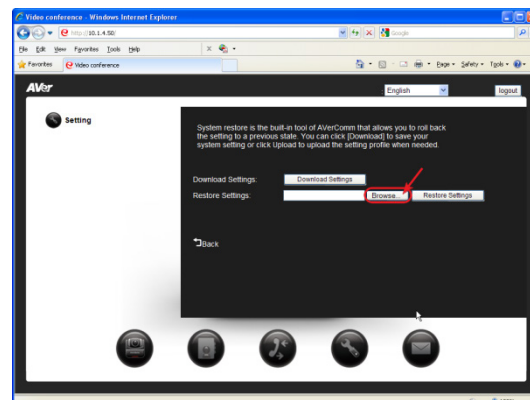 Video conference - Windows Internet Explorer
http://10.1.4.50/
Google
File Edit View Favorites Tools Help
Favorites Video conference
Page Safety Tools
AVer
English logout
Setting
System restore is the built-in tool of AVerComm that allows you to roll back
the setting to a previous state. You can click [Download] to save your
system setting or click Upload to upload the setting profile when needed.
Download Settings: Download Settings
Restore Settings: Browse... Restore Settings
Back